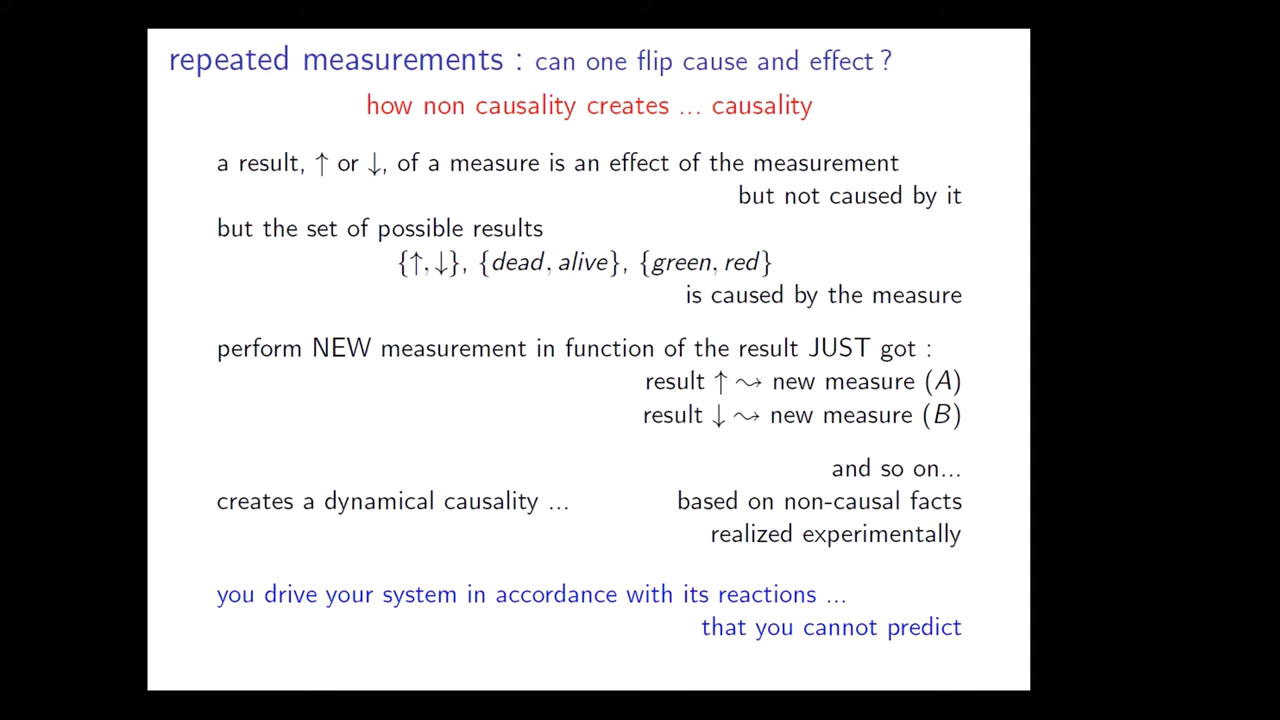 repeated measurements : can one flip cause and effect ?
how non causality creates ... causality
a result, ↑ or ↓, of a measure is an effect of the measurement
but not caused by it
but the set of possible results
{↑, ↓}, {dead, alive}, {green, red}
is caused by the measure
perform NEW measurement in function of the result JUST got :
result ↑ ⇝ new measure (A)
result ↓ ⇝ new measure (B)
and so on...
creates a dynamical causality ... based on non-causal facts
realized experimentally
you drive your system in accordance with its reactions ...
that you cannot predict